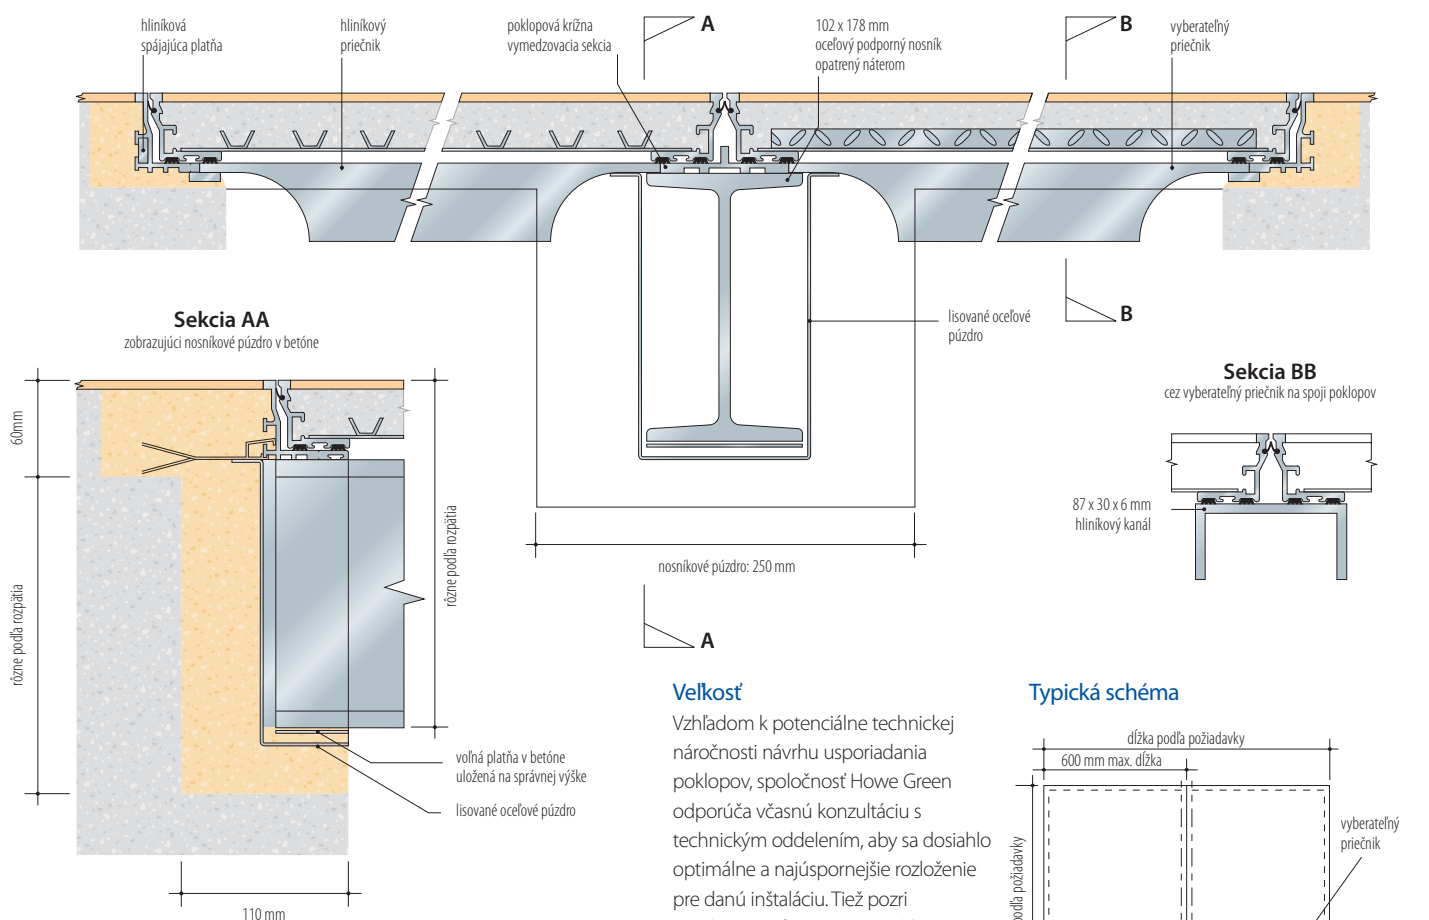 hliníková
spájajúca platňa
hliníkový
priečnik
poklopová krížna
vymedzovacia sekcia
A
102 x 178 mm
oceľový podporný nosník
opatrený náterom
B
vyberateľný
priečnik
lisované oceľové
púzdro
B
Sekcia AA
zobrazujúci nosníkové púzdro v betóne
60mm
rôzne podľa rozpätia
rôzne podľa rozpätia
voľná platňa v betóne
uložená na správnej výške
lisované oceľové púzdro
110 mm
nosníkové púzdro: 250 mm
A
Sekcia BB
cez vyberateľný priečnik na spoji poklopov
87 x 30 x 6 mm
hliníkový kanál
Veľkosť
Vzhľadom k potenciálne technickej
náročnosti návrhu usporiadania
poklopov, spoločnosť Howe Green
odporúča včasnú konzultáciu s
technickým oddelením, aby sa dosiahlo
optimálne a najúspornejšie rozloženie
pre danú inštaláciu. Tiež pozri
Typická schéma
dĺžka podľa požiadavky
600 mm max. dĺžka
podľa požiadavky
vyberateľný
priečnik